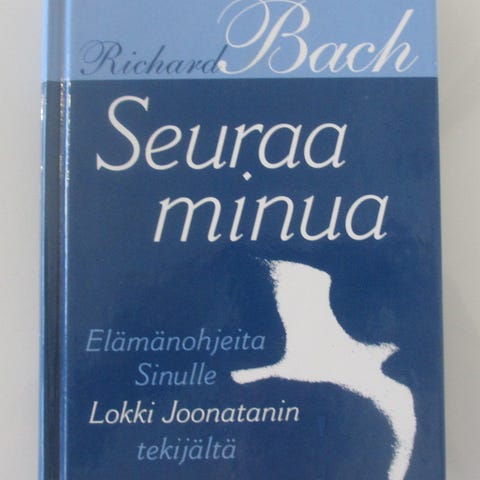 Richard Bach
Seuraa
minua
Elämänohjeita
Sinulle
Lokki Joonatanin
tekijältä